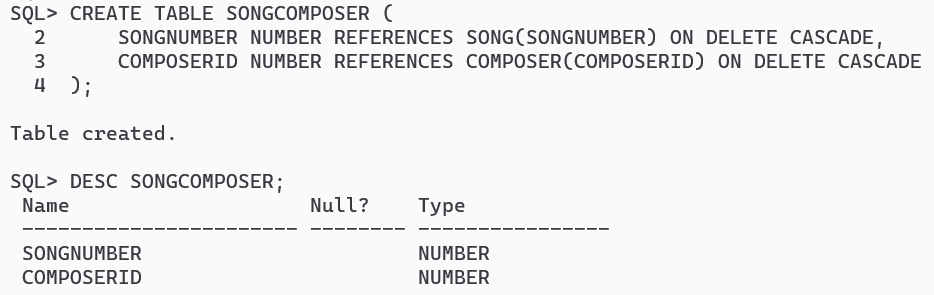 SQL> CREATE TABLE SONGCOMPOSER (
  2      SONGNUMBER NUMBER REFERENCES SONG(SONGNUMBER) ON DELETE CASCADE,
  3      COMPOSERID NUMBER REFERENCES COMPOSER(COMPOSERID) ON DELETE CASCADE
  4  );
Table created.
SQL> DESC SONGCOMPOSER;
 Name                    Null?    Type
 ----------------------- -------- ----------------
 SONGNUMBER                       NUMBER
 COMPOSERID                       NUMBER